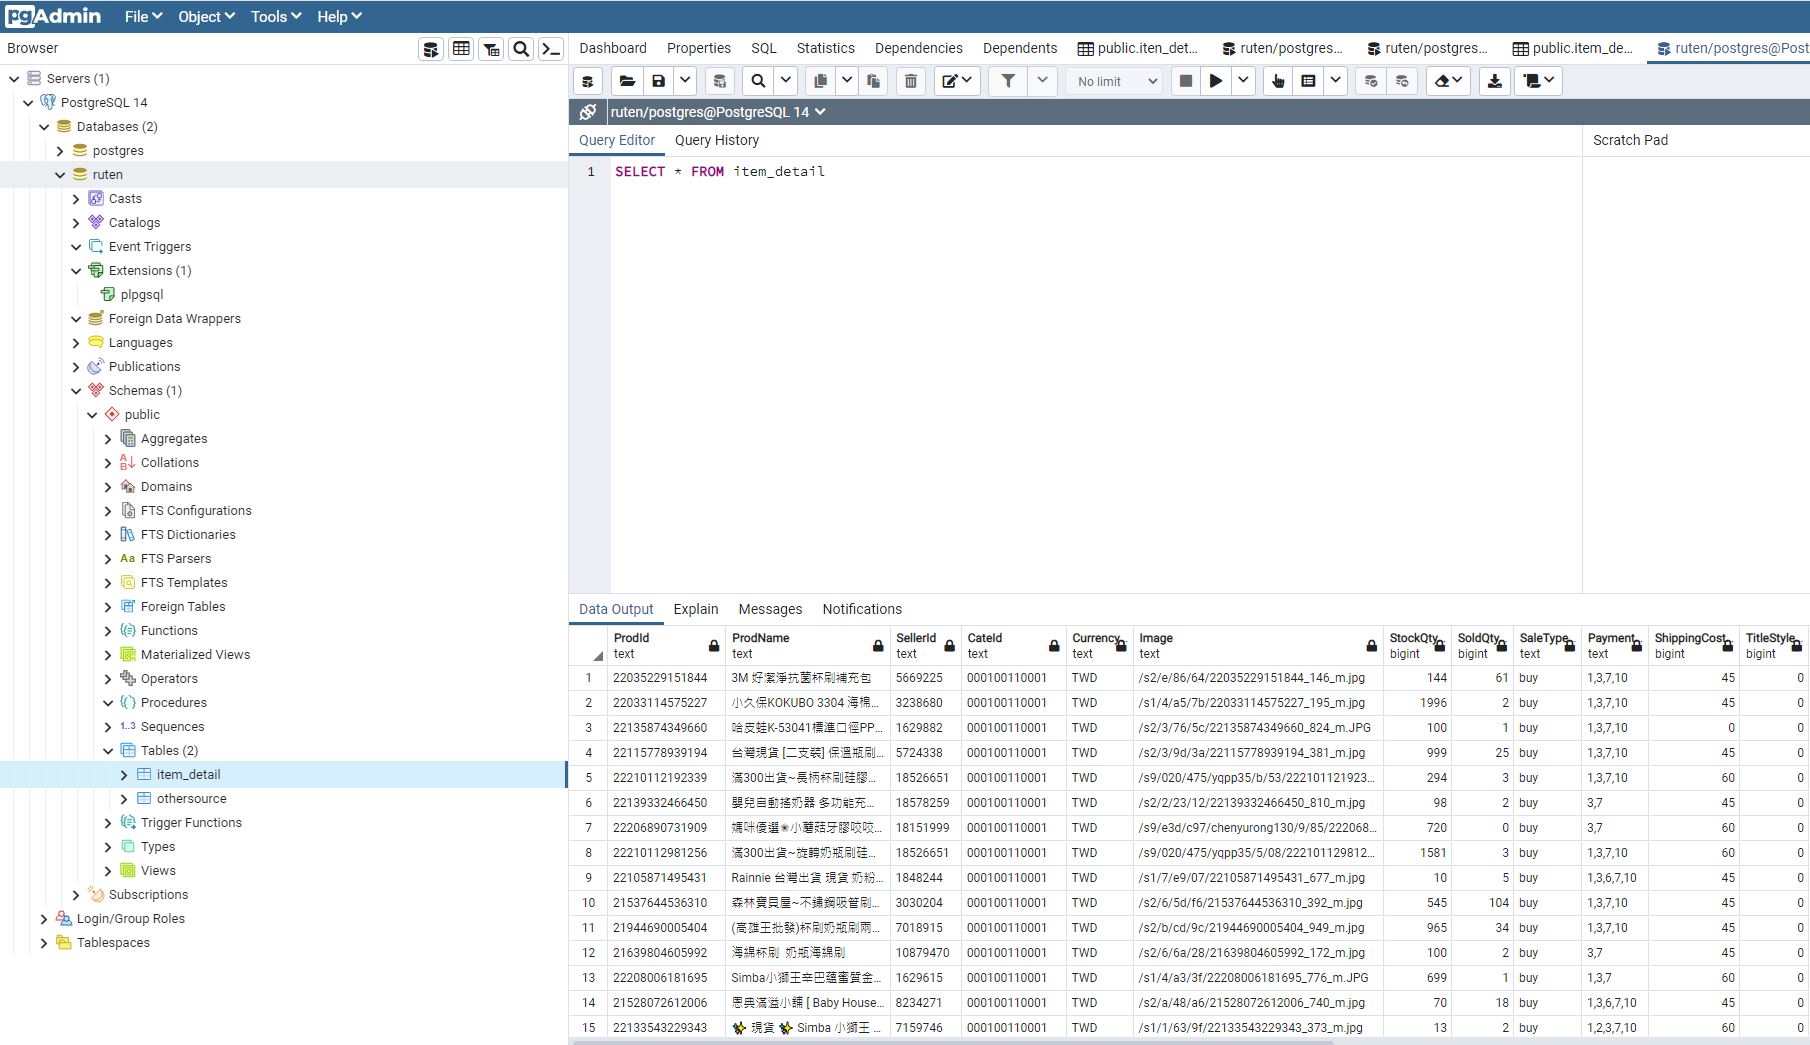 pgAdmin File Object Tools Help
Browser
Dashboard Properties SQL Statistics Dependencies Dependents public.iten_det... ruten/postgres... ruten/postgres... public.item_de... ruten/postgres@Post
Servers (1)
PostgreSQL 14
Databases (2)
postgres
ruten
Casts
Catalogs
Event Triggers
Extensions (1)
plpgsql
Foreign Data Wrappers
Languages
Publications
Schemas (1)
public
Aggregates
Collations
Domains
FTS Configurations
FTS Dictionaries
Aa FTS Parsers
FTS Templates
Foreign Tables
Functions
Materialized Views
Operators
Procedures
1..3 Sequences
Tables (2)
item_detail
othersource
Trigger Functions
Types
Views
Subscriptions
Login/Group Roles
Tablespaces
No limit
ruten/postgres@PostgreSQL 14
Query Editor Query History
Scratch Pad
1 SELECT * FROM item_detail
Data Output Explain Messages Notifications
ProdId ProdName SellerId CateId Currency Image StockQty SoldQty SaleType Payment ShippingCost TitleStyle
text text text text text text bigint bigint text text bigint bigint
1 22035229151844 3M 好潔淨抗菌杯刷補充包 5669225 000100110001 TWD /s2/e/86/64/22035229151844_146_m.jpg 144 61 buy 1,3,7,10 45 0
2 22033114575227 小久保KOKUBO 3304 海棉... 3238680 000100110001 TWD /s1/4/a5/7b/22033114575227_195_m.jpg 1996 2 buy 1,3,7,10 45 0
3 22135874349660 哈皮蛙K-53041標準口徑PP... 1629882 000100110001 TWD /s2/3/76/5c/22135874349660_824_m.JPG 100 1 buy 1,3,7,10 0 0
4 22115778939194 台灣現貨 [二支裝] 保溫瓶刷... 5724338 000100110001 TWD /s2/3/9d/3a/22115778939194_381_m.jpg 999 25 buy 1,3,7,10 45 0
5 22210112192339 滿300出貨~長柄杯刷硅膠... 18526651 000100110001 TWD /s9/020/475/yqpp35/b/53/222101121923... 294 3 buy 1,3,7,10 60 0
6 22139332466450 嬰兒自動搖奶器 多功能充... 18578259 000100110001 TWD /s2/2/23/12/22139332466450_810_m.jpg 98 2 buy 3,7 45 0
7 22206890731909 媽咪優選✺小蘑菇牙膠咬咬... 18151999 000100110001 TWD /s9/e3d/c97/chenyurong130/9/85/222068... 720 0 buy 3,7 60 0
8 22210112981256 滿300出貨~旋轉奶瓶刷硅... 18526651 000100110001 TWD /s9/020/475/yqpp35/5/08/222101129812... 1581 3 buy 1,3,7,10 60 0
9 22105871495431 Rainnie 台灣出貨 現貨 奶粉... 1848244 000100110001 TWD /s1/7/e9/07/22105871495431_677_m.jpg 10 5 buy 1,3,6,7,10 45 0
10 21537644536310 森林寶貝屋~不鏽鋼吸管刷... 3030204 000100110001 TWD /s2/6/5d/f6/21537644536310_392_m.jpg 545 104 buy 1,3,7,10 45 0
11 21944690005404 (高雄王批發)杯刷奶瓶刷兩... 7018915 000100110001 TWD /s2/b/cd/9c/21944690005404_949_m.jpg 965 34 buy 1,3,7,10 45 0
12 21639804605992 海綿杯刷 奶瓶海綿刷 10879470 000100110001 TWD /s2/6/6a/28/21639804605992_172_m.jpg 100 2 buy 3,7 45 0
13 22208006181695 Simba小獅王辛巴蘊蜜質金... 1629615 000100110001 TWD /s1/4/a3/3f/22208006181695_776_m.JPG 699 1 buy 1,3,7 60 0
14 21528072612006 恩典滿溢小舖 [ Baby House... 8234271 000100110001 TWD /s2/a/48/a6/21528072612006_740_m.jpg 70 18 buy 1,3,6,7,10 45 0
15 22133543229343 ✨ 現貨 ✨ Simba 小獅王 ... 7159746 000100110001 TWD /s1/1/63/9f/22133543229343_373_m.jpg 13 2 buy 1,2,3,7,10 60 0